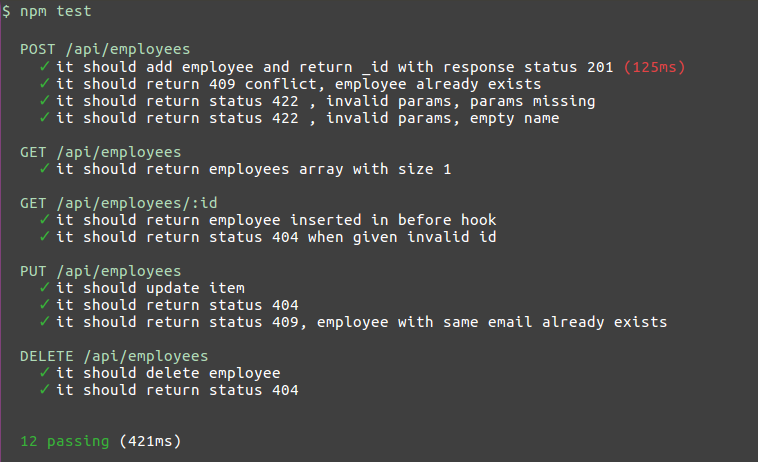 $ npm test
POST /api/employees
✓ it should add employee and return _id with response status 201 (125ms)
✓ it should return 409 conflict, employee already exists
✓ it should return status 422 , invalid params, params missing
✓ it should return status 422 , invalid params, empty name
GET /api/employees
✓ it should return employees array with size 1
GET /api/employees/:id
✓ it should return employee inserted in before hook
✓ it should return status 404 when given invalid id
PUT /api/employees
✓ it should update item
✓ it should return status 404
✓ it should return status 409, employee with same email already exists
DELETE /api/employees
✓ it should delete employee
✓ it should return status 404
12 passing (421ms)